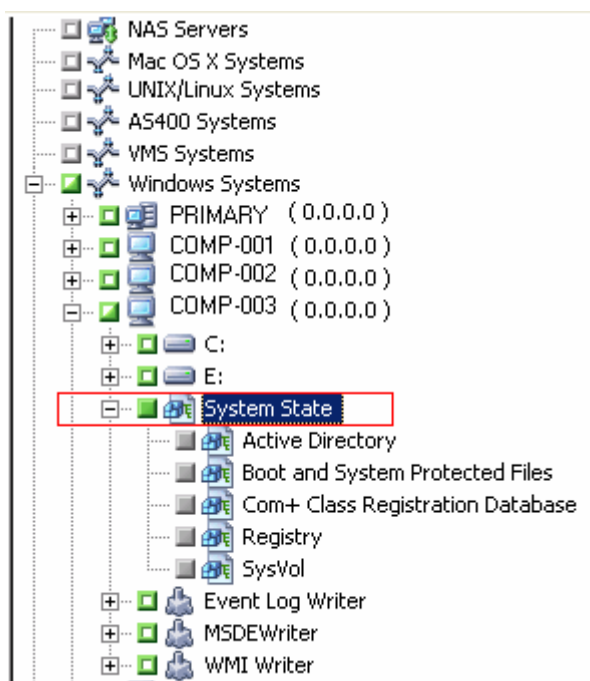 NAS Servers
Mac OS X Systems
UNIX/Linux Systems
AS400 Systems
VMS Systems
Windows Systems
PRIMARY ( 0.0.0.0 )
COMP-001 ( 0.0.0.0 )
COMP-002 ( 0.0.0.0 )
COMP-003 ( 0.0.0.0 )
C:
E:
System State
Active Directory
Boot and System Protected Files
Com+ Class Registration Database
Registry
SysVol
Event Log Writer
MSDEWriter
WMI Writer